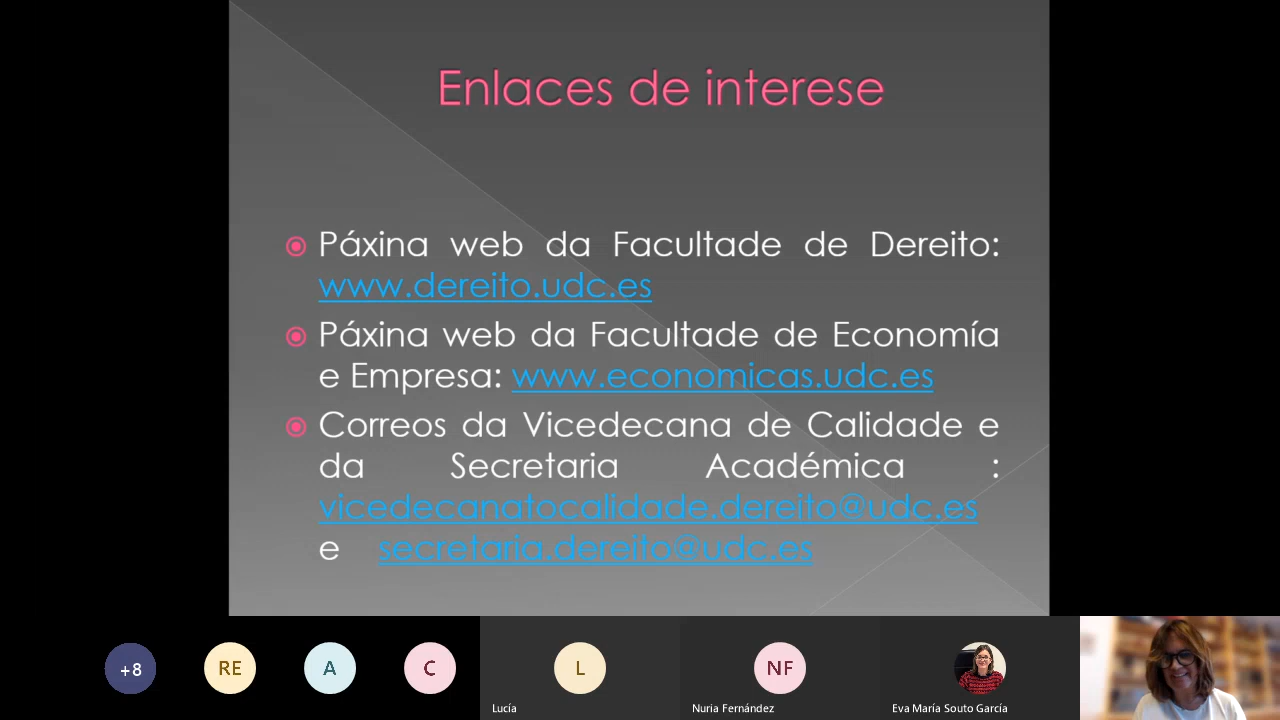 Enlaces de interese
Páxina web da Facultade de Dereito:
www.dereito.udc.es
Páxina web da Facultade de Economía
e Empresa: www.economicas.udc.es
Correos da Vicedecana de Calidade e
da Secretaria Académica :
vicedecanatocalidade.dereito@udc.es
e secretaria.dereito@udc.es
+8
RE
A
C
L
NF
Lucía
Nuria Fernández
Eva María Souto García